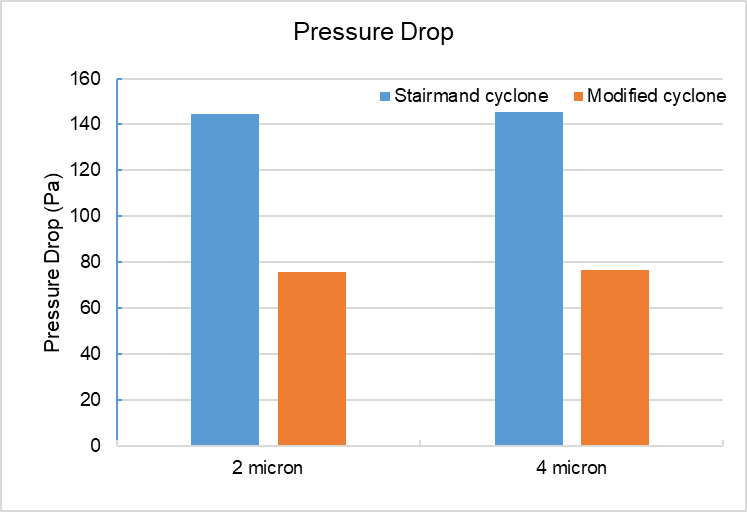 Pressure Drop
Stairmand cyclone Modified cyclone
Pressure Drop (Pa)
160
140
120
100
80
60
40
20
0
2 micron 4 micron